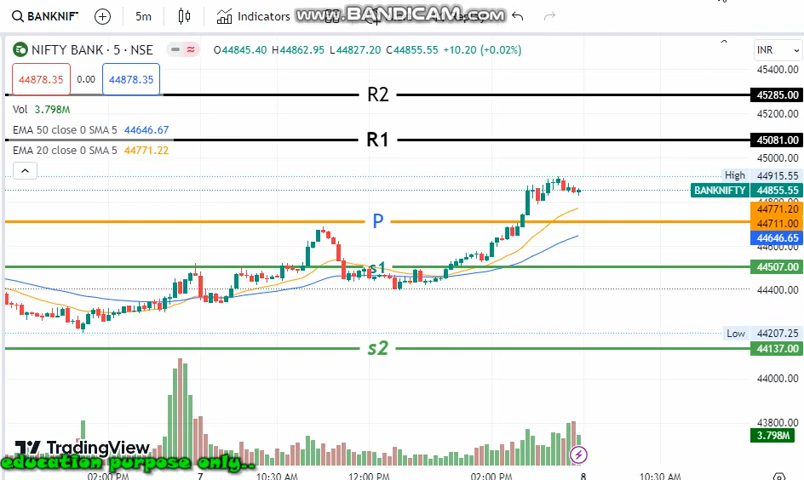 BANKNIFTY
5m
Indicators
www.BANDICAM.com
NIFTY BANK · 5 · NSE
O44845.40 H44862.95 L44827.20 C44855.55 +10.20 (+0.02%)
INR
44878.35 0.00 44878.35
Vol 3.798M
EMA 50 close 0 SMA 5 44646.67
EMA 20 close 0 SMA 5 44771.22
45400.00
R2
45285.00
45200.00
R1
45081.00
45000.00
High 44915.55
BANKNIFTY 44855.55
44771.20
P
44711.00
44646.65
s1
44507.00
44400.00
Low 44207.25
s2
44137.00
44000.00
43800.00
3.798M
TradingView
education purpose only..
02:00 PM 7 10:30 AM 12:00 PM 02:00 PM 8 10:30 AM